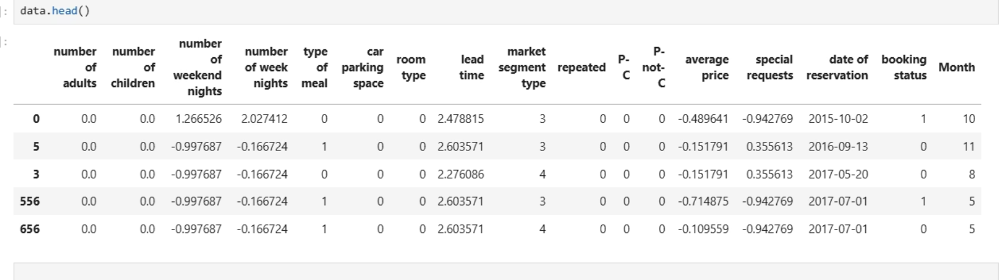 ]: data.head()
]:
number of adults number of children number of weekend nights number of week nights type of meal car parking space room type lead time market segment type repeated P-C P-not-C average price special requests date of reservation booking status Month
0 0.0 0.0 1.266526 2.027412 0 0 0 2.478815 3 0 0 0 -0.489641 -0.942769 2015-10-02 1 10
5 0.0 0.0 -0.997687 -0.166724 1 0 0 2.603571 3 0 0 0 -0.151791 0.355613 2016-09-13 0 11
3 0.0 0.0 -0.997687 -0.166724 0 0 0 2.276086 4 0 0 0 -0.151791 0.355613 2017-05-20 0 8
556 0.0 0.0 -0.997687 -0.166724 1 0 0 2.603571 3 0 0 0 -0.714875 -0.942769 2017-07-01 1 5
656 0.0 0.0 -0.997687 -0.166724 1 0 0 2.603571 4 0 0 0 -0.109559 -0.942769 2017-07-01 0 5